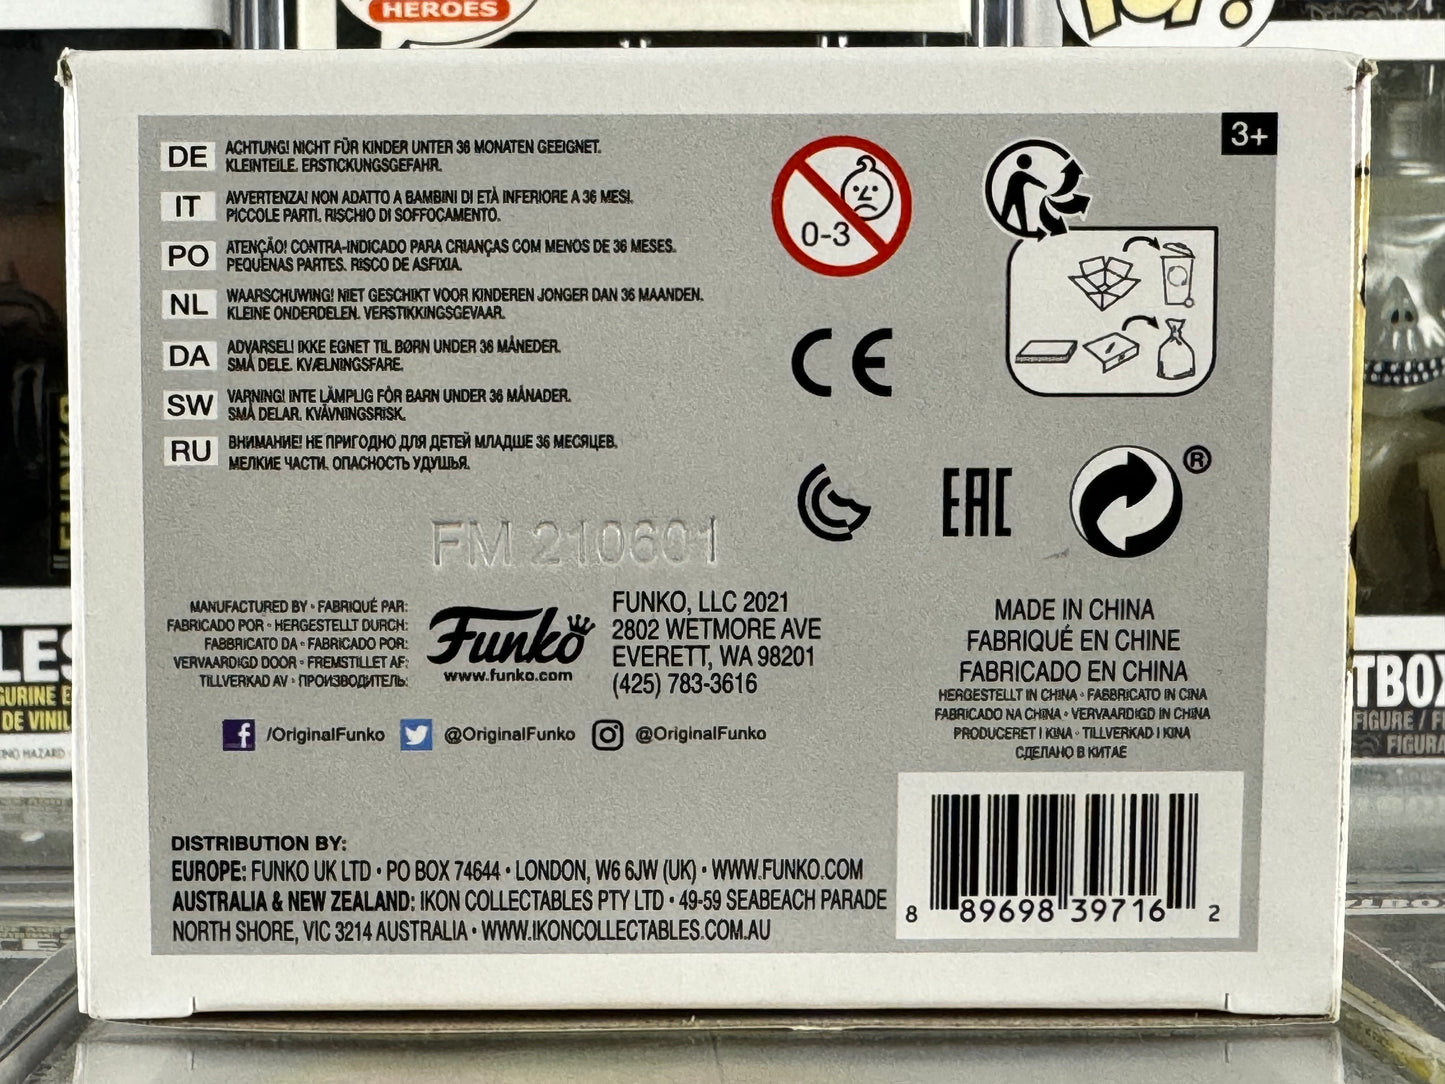 HEROES
3+
DE ACHTUNG! NICHT FÜR KINDER UNTER 36 MONATEN GEEIGNET.
KLEINTEILE. ERSTICKUNGSGEFAHR.
IT AVVERTENZA! NON ADATTO A BAMBINI DI ETÀ INFERIORE A 36 MESI.
PICCOLE PARTI. RISCHIO DI SOFFOCAMENTO.
PO ATENÇÃO! CONTRA-INDICADO PARA CRIANÇAS COM MENOS DE 36 MESES.
PEQUENAS PARTES. RISCO DE ASFIXIA.
NL WAARSCHUWING! NIET GESCHIKT VOOR KINDEREN JONGER DAN 36 MAANDEN.
KLEINE ONDERDELEN. VERSTIKKINGSGEVAAR.
DA ADVARSEL! IKKE EGNET TIL BØRN UNDER 36 MÅNEDER.
SMÅ DELE. KVÆLNINGSFARE.
SW VARNING! INTE LÄMPLIG FÖR BARN UNDER 36 MÅNADER.
SMÅ DELAR. KVÄVNINGSRISK.
RU ВНИМАНИЕ! НЕ ПРИГОДНО ДЛЯ ДЕТЕЙ МЛАДШЕ 36 МЕСЯЦЕВ.
МЕЛКИЕ ЧАСТИ. ОПАСНОСТЬ УДУШЬЯ.
0-3
CE
EAC
®
FM 210601
MANUFACTURED BY • FABRIQUÉ PAR:
FABRICADO POR • HERGESTELLT DURCH:
FABBRICATO DA • FABRICADO POR:
VERVAARDIGD DOOR • FREMSTILLET AF:
TILLVERKAD AV • ПРОИЗВОДИТЕЛЬ:
Funko
www.funko.com
FUNKO, LLC 2021
2802 WETMORE AVE
EVERETT, WA 98201
(425) 783-3616
MADE IN CHINA
FABRIQUÉ EN CHINE
FABRICADO EN CHINA
HERGESTELLT IN CHINA • FABBRICATO IN CINA
FABRICADO NA CHINA • VERVAARDIGD IN CHINA
PRODUCERET I KINA • TILLVERKAD I KINA
СДЕЛАНО В КИТАЕ
f /OriginalFunko @OriginalFunko @OriginalFunko
DISTRIBUTION BY:
EUROPE: FUNKO UK LTD • PO BOX 74644 • LONDON, W6 6JW (UK) • WWW.FUNKO.COM
AUSTRALIA & NEW ZEALAND: IKON COLLECTABLES PTY LTD • 49-59 SEABEACH PARADE
NORTH SHORE, VIC 3214 AUSTRALIA • WWW.IKONCOLLECTABLES.COM.AU
8 89698 39716 2